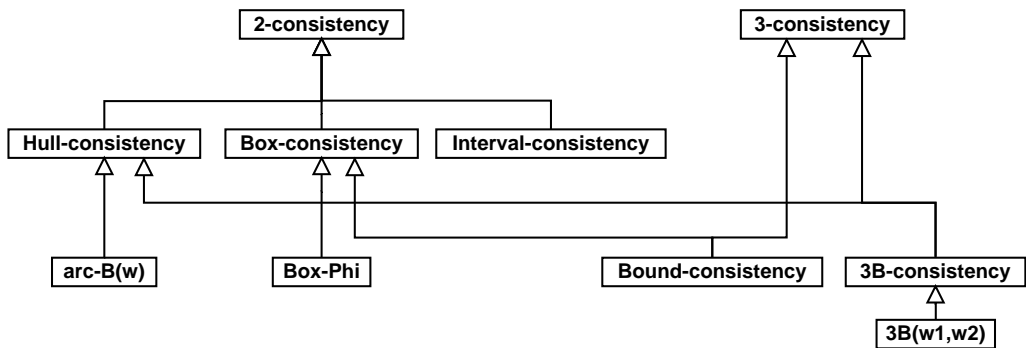 2-consistency
3-consistency
Hull-consistency
Box-consistency
Interval-consistency
arc-B(w)
Box-Phi
Bound-consistency
3B-consistency
3B(w1,w2)